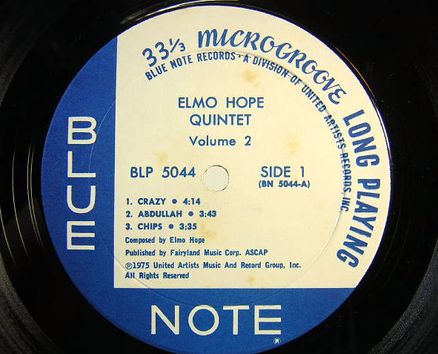 33⅓ MICROGROOVE LONG PLAYING
BLUE NOTE RECORDS • A DIVISION OF UNITED ARTISTS RECORDS, INC.
ELMO HOPE
QUINTET
Volume 2
BLP 5044 SIDE 1
(BN 5044-A)
1. CRAZY • 4:14
2. ABDULLAH • 3:43
3. CHIPS • 3:35
Composed by Elmo Hope
Published by Fairyland Music Corp. ASCAP
℗1975 United Artists Music And Record Group, Inc.
All Rights Reserved
BLUE
NOTE ®